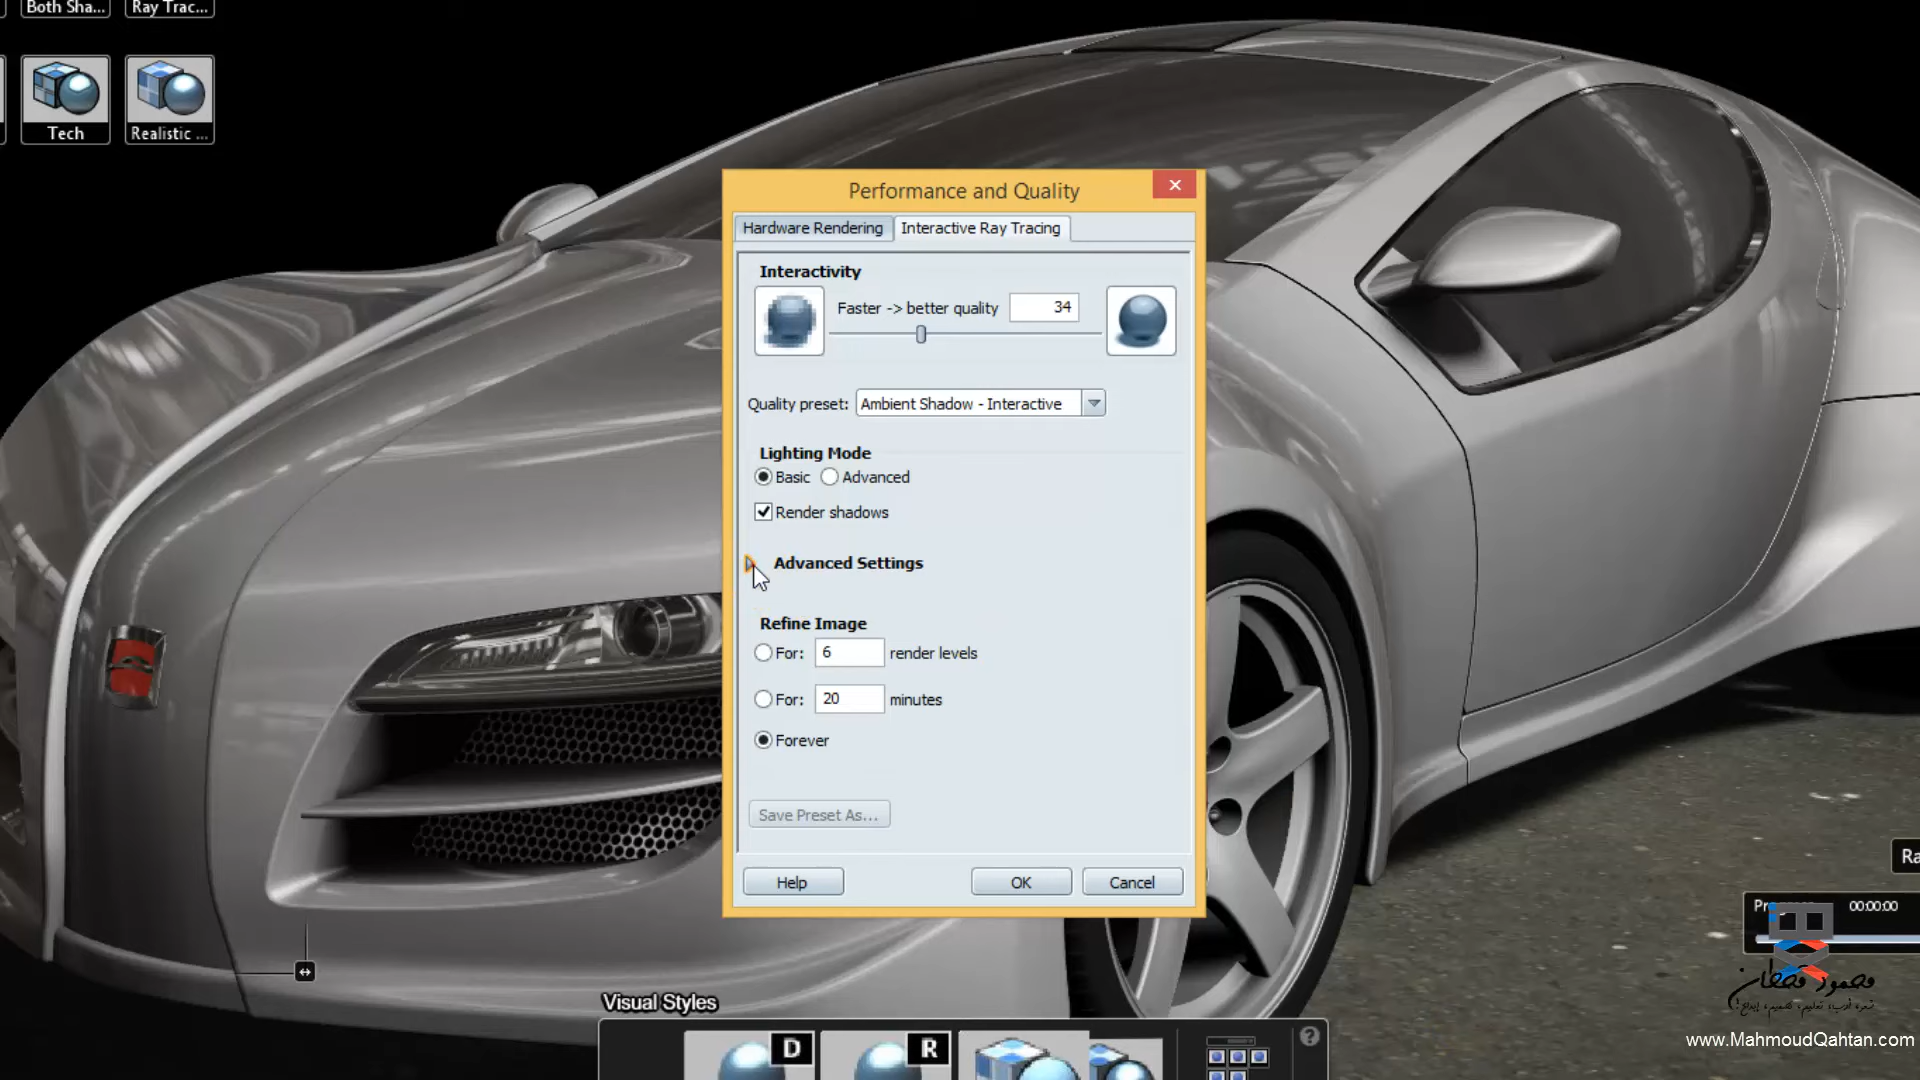 Both Sha...
Ray Trac...
Tech
Realistic ...
Performance and Quality
Hardware Rendering
Interactive Ray Tracing
Interactivity
Faster -> better quality
34
Quality preset:
Ambient Shadow - Interactive
Lighting Mode
Basic
Advanced
Render shadows
Advanced Settings
Refine Image
For:
6
render levels
For:
20
minutes
Forever
Save Preset As...
Help
OK
Cancel
Ra
00:00:00
محمود قحطان
www.MahmoudQahtan.com
Visual Styles
D
R
?